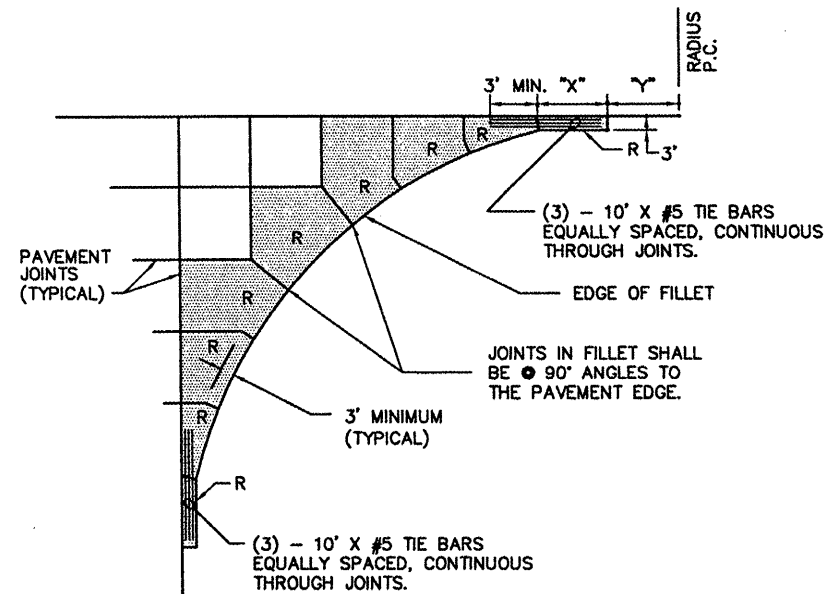 RADIUS
P.C.
3' MIN. "X" "Y"
R
R
R
R
3'
R
(3) – 10' X #5 TIE BARS
EQUALLY SPACED, CONTINUOUS
THROUGH JOINTS.
R
PAVEMENT
JOINTS
(TYPICAL)
R
EDGE OF FILLET
R
JOINTS IN FILLET SHALL
BE @ 90° ANGLES TO
THE PAVEMENT EDGE.
R
3' MINIMUM
(TYPICAL)
R
(3) – 10' X #5 TIE BARS
EQUALLY SPACED, CONTINUOUS
THROUGH JOINTS.